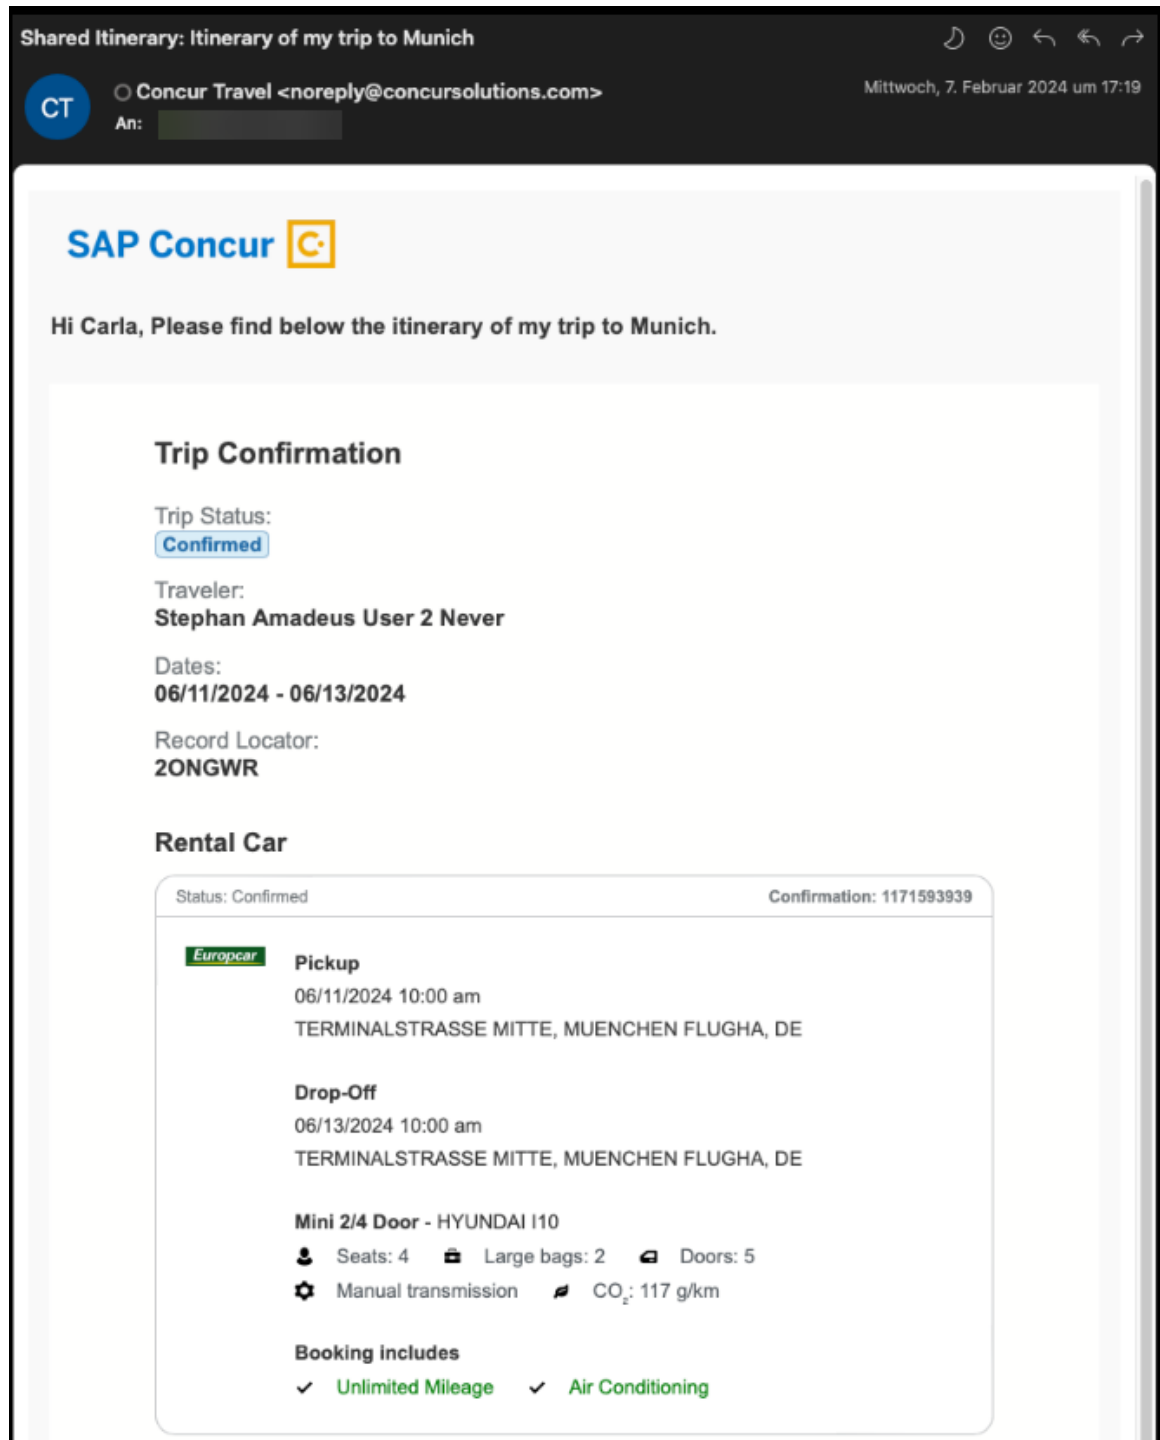 Shared Itinerary: Itinerary of my trip to Munich
CT
Concur Travel <noreply@concursolutions.com>
Mittwoch, 7. Februar 2024 um 17:19
An:
SAP Concur C
Hi Carla, Please find below the itinerary of my trip to Munich.
Trip Confirmation
Trip Status:
Confirmed
Traveler:
Stephan Amadeus User 2 Never
Dates:
06/11/2024 - 06/13/2024
Record Locator:
2ONGWR
Rental Car
Status: Confirmed Confirmation: 1171593939
Europcar
Pickup
06/11/2024 10:00 am
TERMINALSTRASSE MITTE, MUENCHEN FLUGHA, DE
Drop-Off
06/13/2024 10:00 am
TERMINALSTRASSE MITTE, MUENCHEN FLUGHA, DE
Mini 2/4 Door - HYUNDAI I10
Seats: 4 Large bags: 2 Doors: 5
Manual transmission CO₂: 117 g/km
Booking includes
Unlimited Mileage Air Conditioning